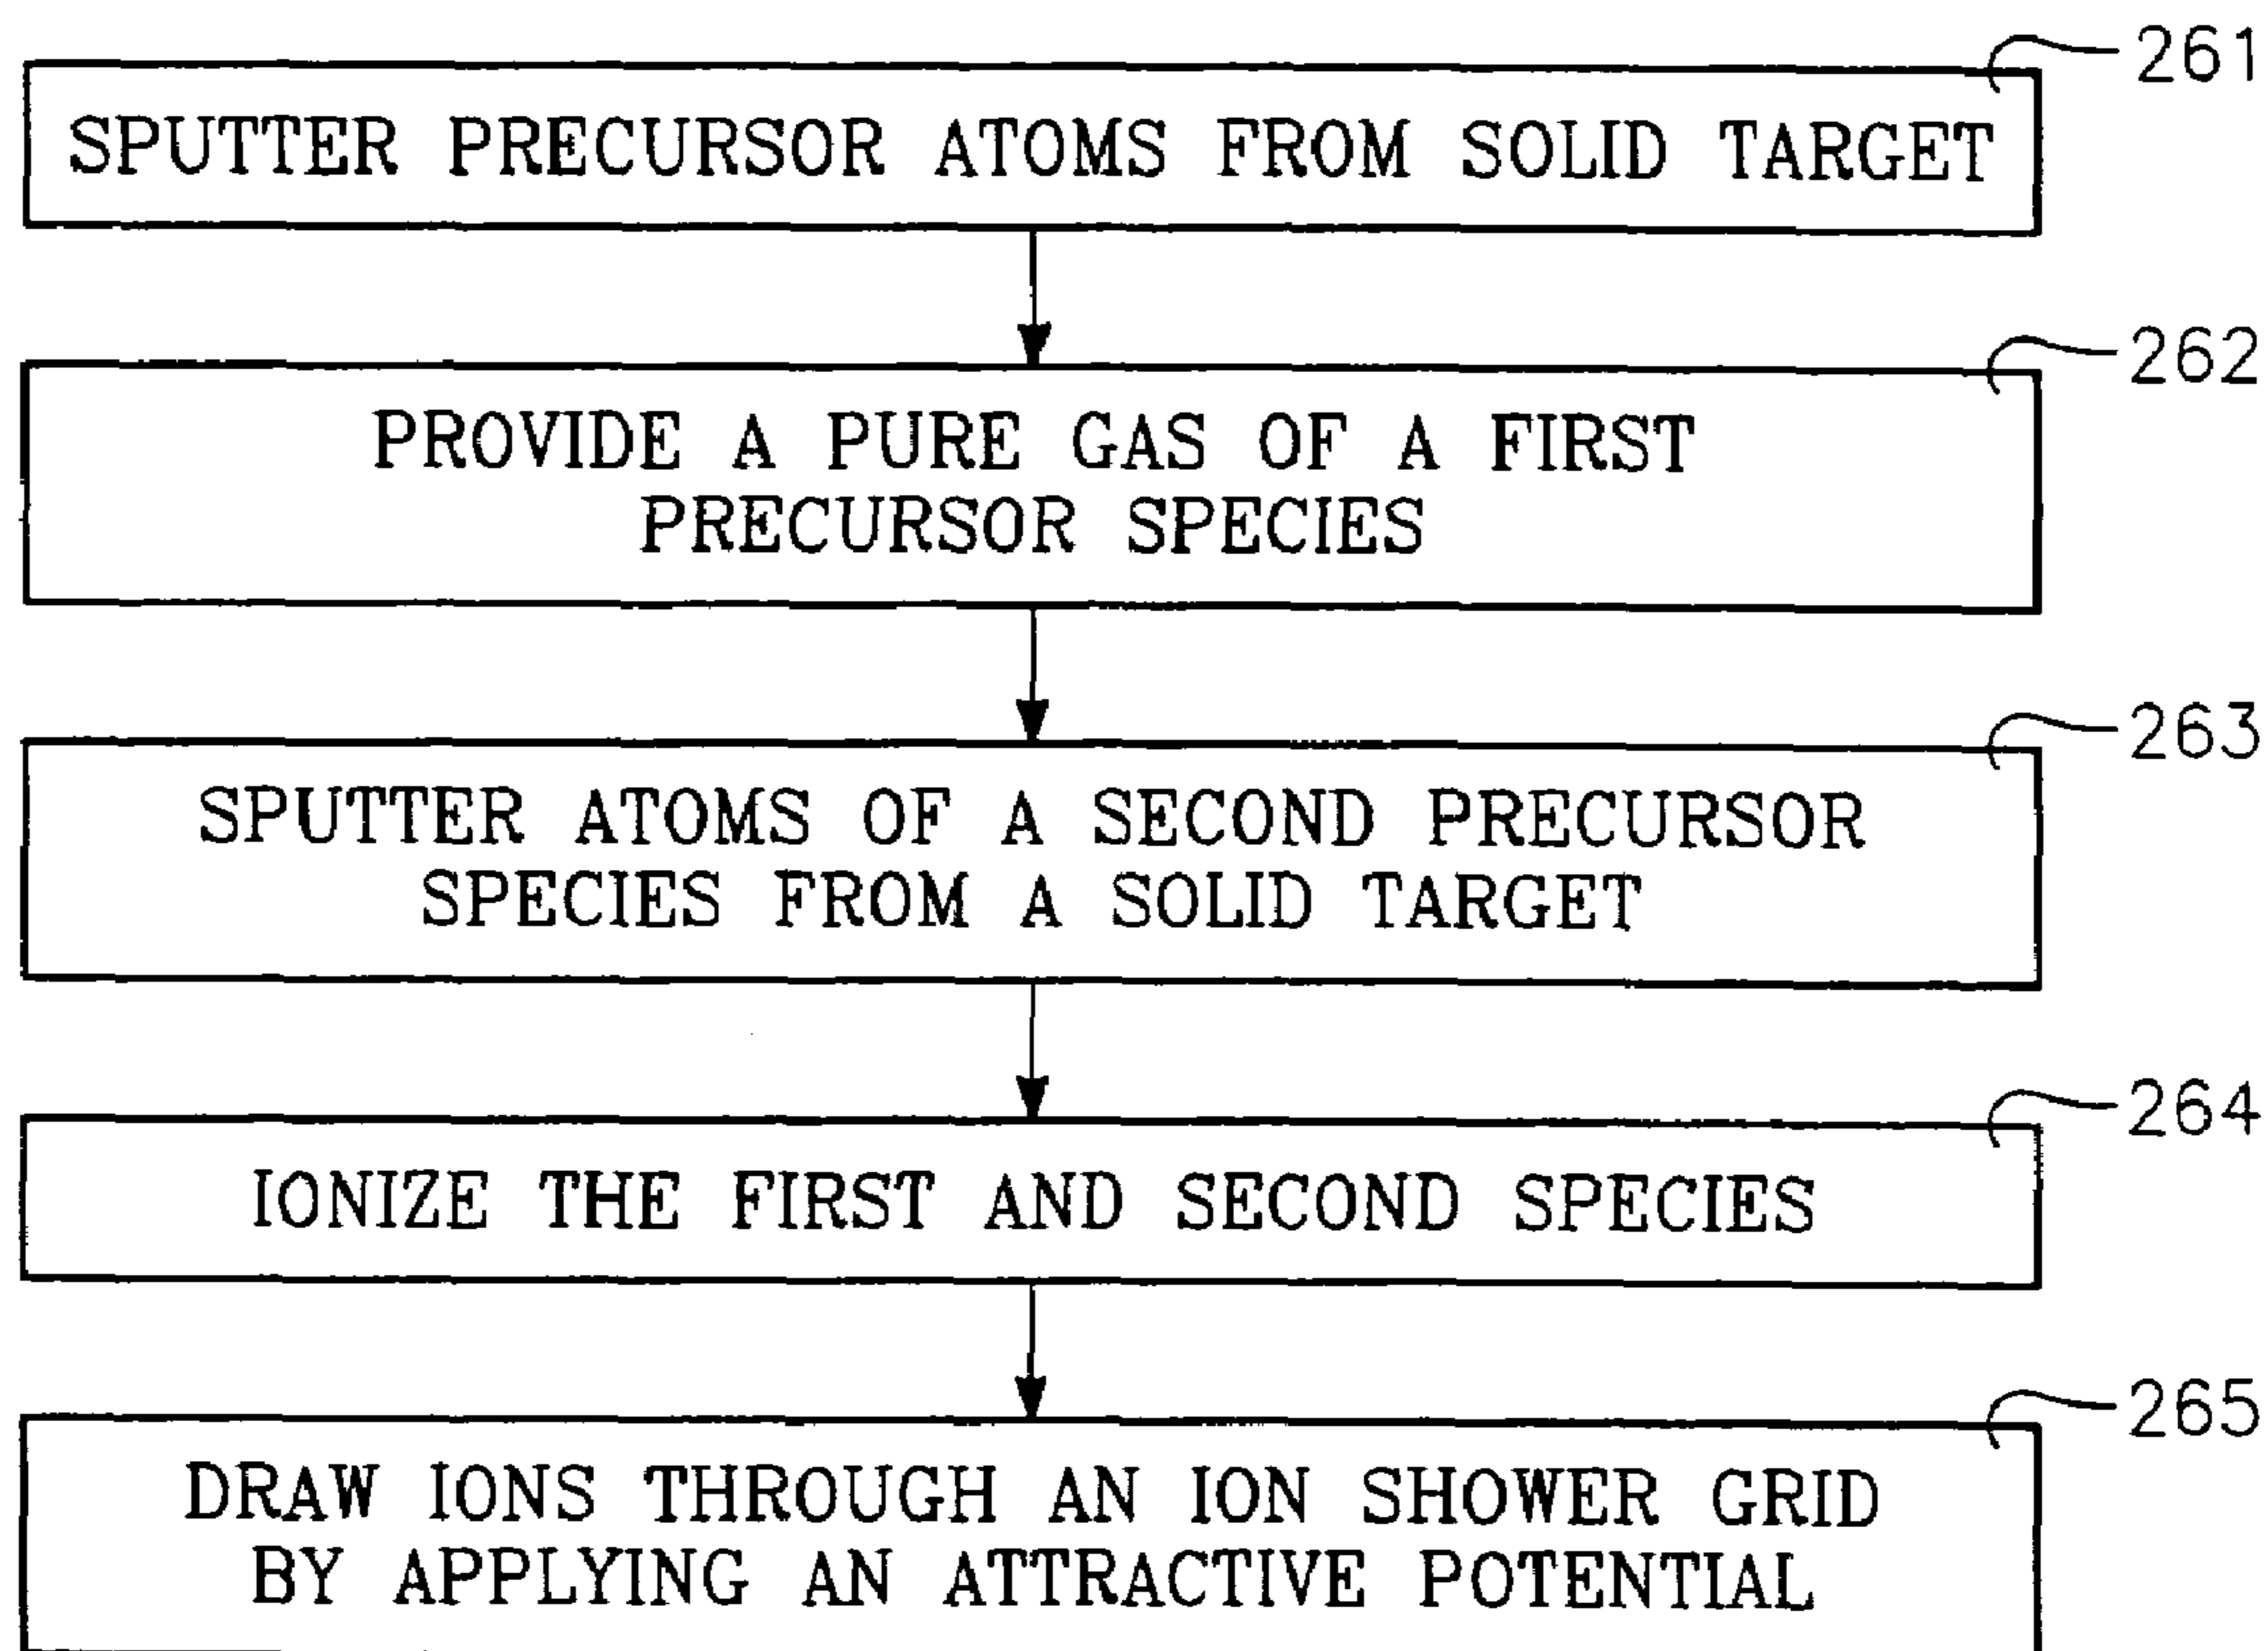 261
SPUTTER PRECURSOR ATOMS FROM SOLID TARGET
262
PROVIDE A PURE GAS OF A FIRST
PRECURSOR SPECIES
263
SPUTTER ATOMS OF A SECOND PRECURSOR
SPECIES FROM A SOLID TARGET
264
IONIZE THE FIRST AND SECOND SPECIES
265
DRAW IONS THROUGH AN ION SHOWER GRID
BY APPLYING AN ATTRACTIVE POTENTIAL